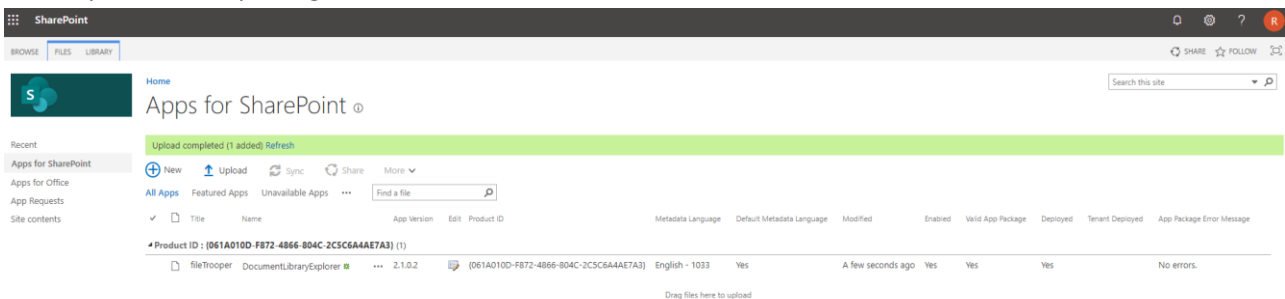 SharePoint
?
R
BROWSE FILES LIBRARY
SHARE FOLLOW
S
Home
Search this site
Apps for SharePoint
Recent
Apps for SharePoint
Apps for Office
App Requests
Site contents
Upload completed (1 added) Refresh
New Upload Sync Share More
All Apps Featured Apps Unavailable Apps ••• Find a file
Title Name App Version Edit Product ID Metadata Language Default Metadata Language Modified Enabled Valid App Package Deployed Tenant Deployed App Package Error Message
Product ID : {061A010D-F872-4866-804C-2C5C6A4AE7A3} (1)
fileTrooper DocumentLibraryExplorer ••• 2.1.0.2 {061A010D-F872-4866-804C-2C5C6A4AE7A3} English - 1033 Yes A few seconds ago Yes Yes Yes No errors.
Drag files here to upload